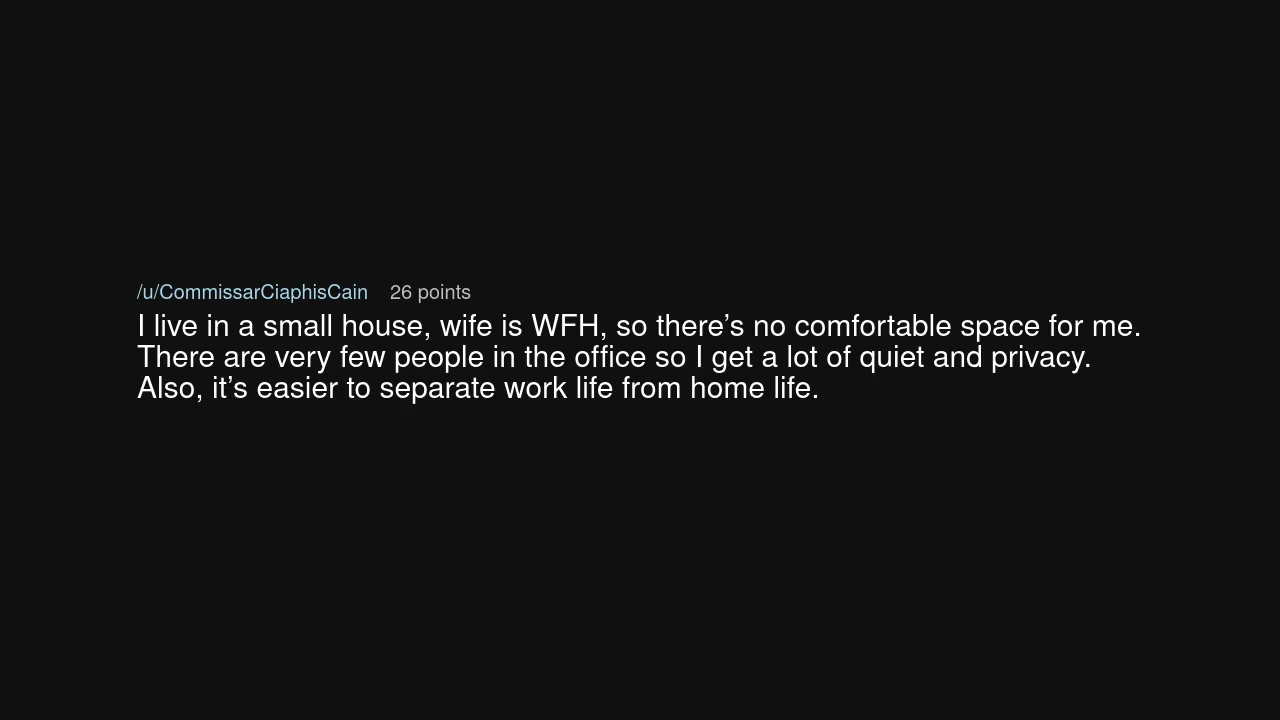 /u/CommissarCiaphisCain 26 points
I live in a small house, wife is WFH, so there’s no comfortable space for me.
There are very few people in the office so I get a lot of quiet and privacy.
Also, it’s easier to separate work life from home life.